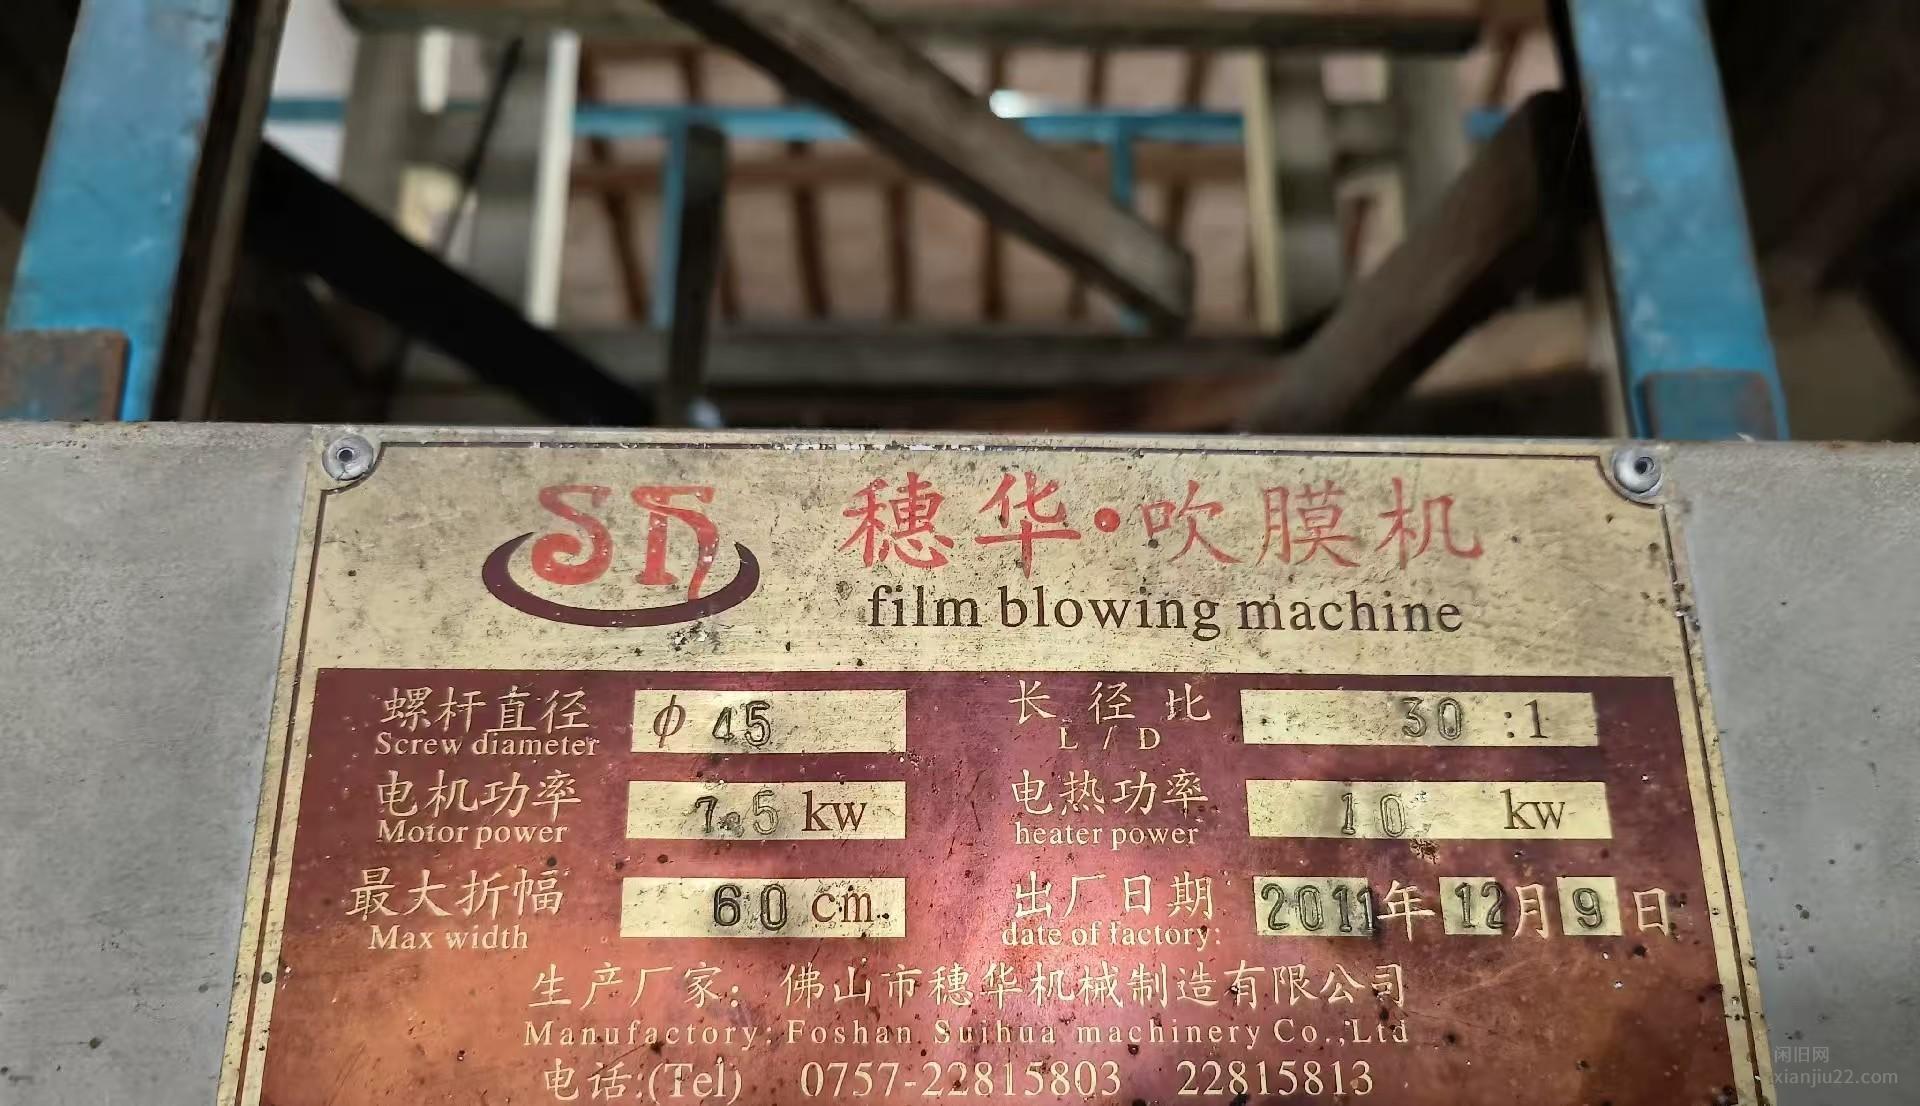 SH 穗华·吹膜机
film blowing machine
螺杆直径 φ 45 长径比 30 :1
Screw diameter L / D
电机功率 7.5 kw 电热功率 10 kw
Motor power heater power
最大折幅 60 cm 出厂日期 2011年12月9日
Max width date of factory:
生产厂家：佛山市穗华机械制造有限公司
Manufactory: Foshan Suihua machinery Co.,Ltd
电话:(Tel) 0757-22815803 22815813
闲旧网
xianjiu22.com